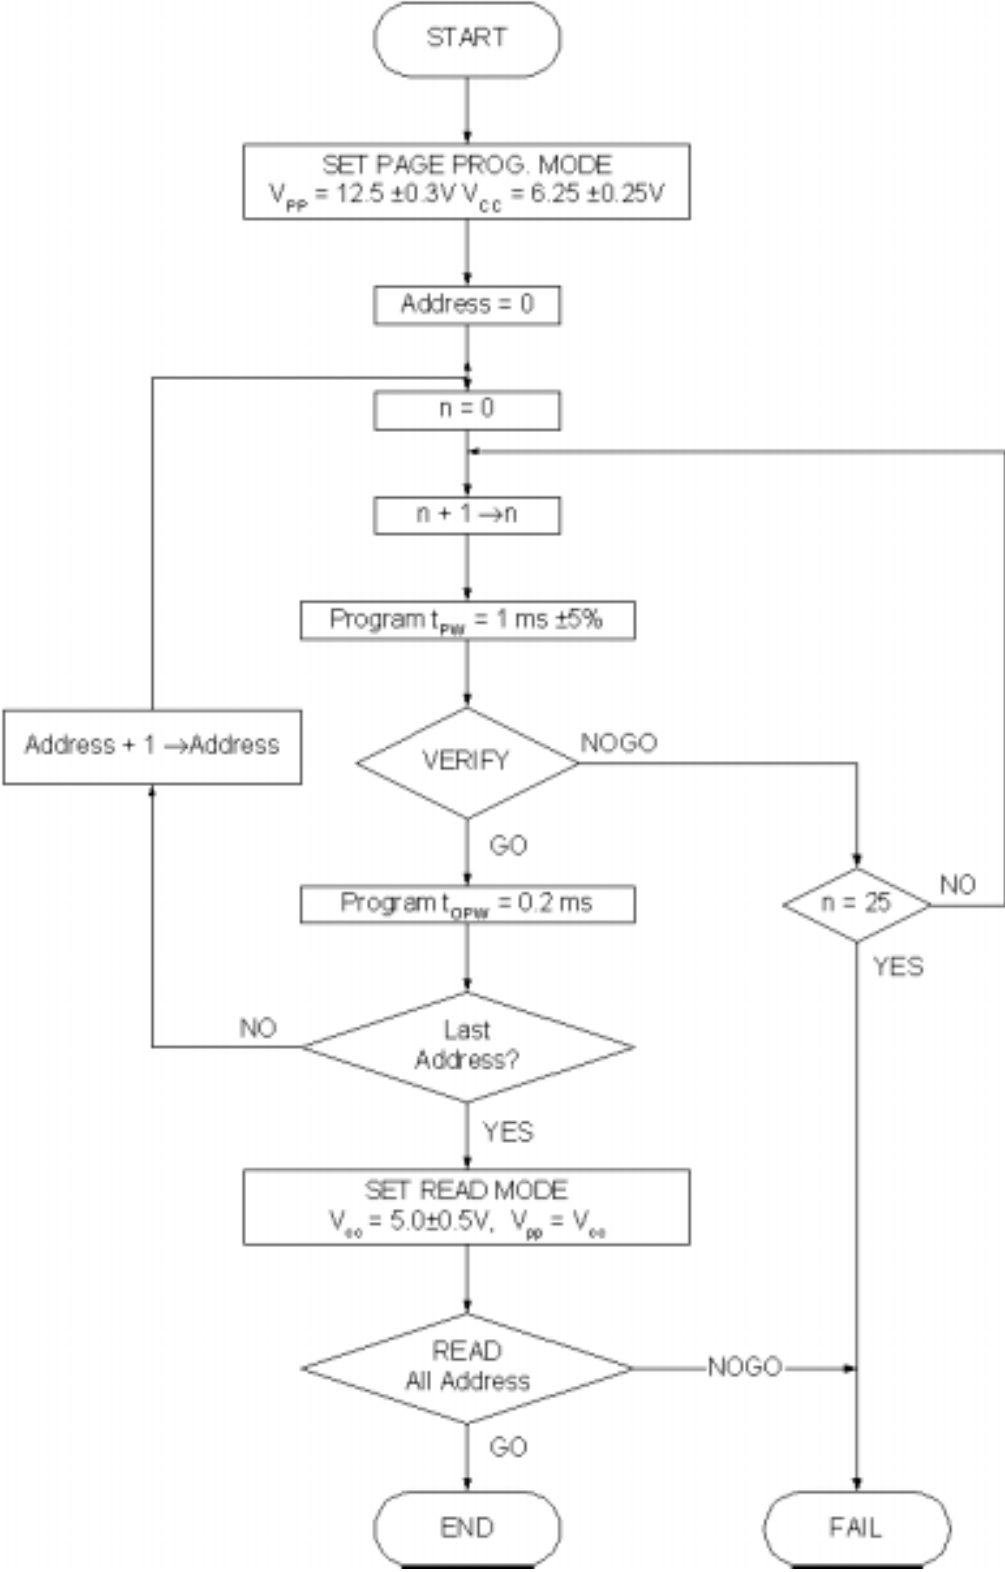 START
SET PAGE PROG. MODE
VPP = 12.5 ±0.3V VCC = 6.25 ±0.25V
Address = 0
n = 0
n + 1 →n
Program tPW = 1 ms ±5%
Address + 1 →Address
VERIFY
NOGO
GO
Program tOPW = 0.2 ms
n = 25
NO
YES
NO
Last
Address?
YES
SET READ MODE
Vcc = 5.0±0.5V, Vpp = Vcc
READ
All Address
NOGO
GO
END
FAIL